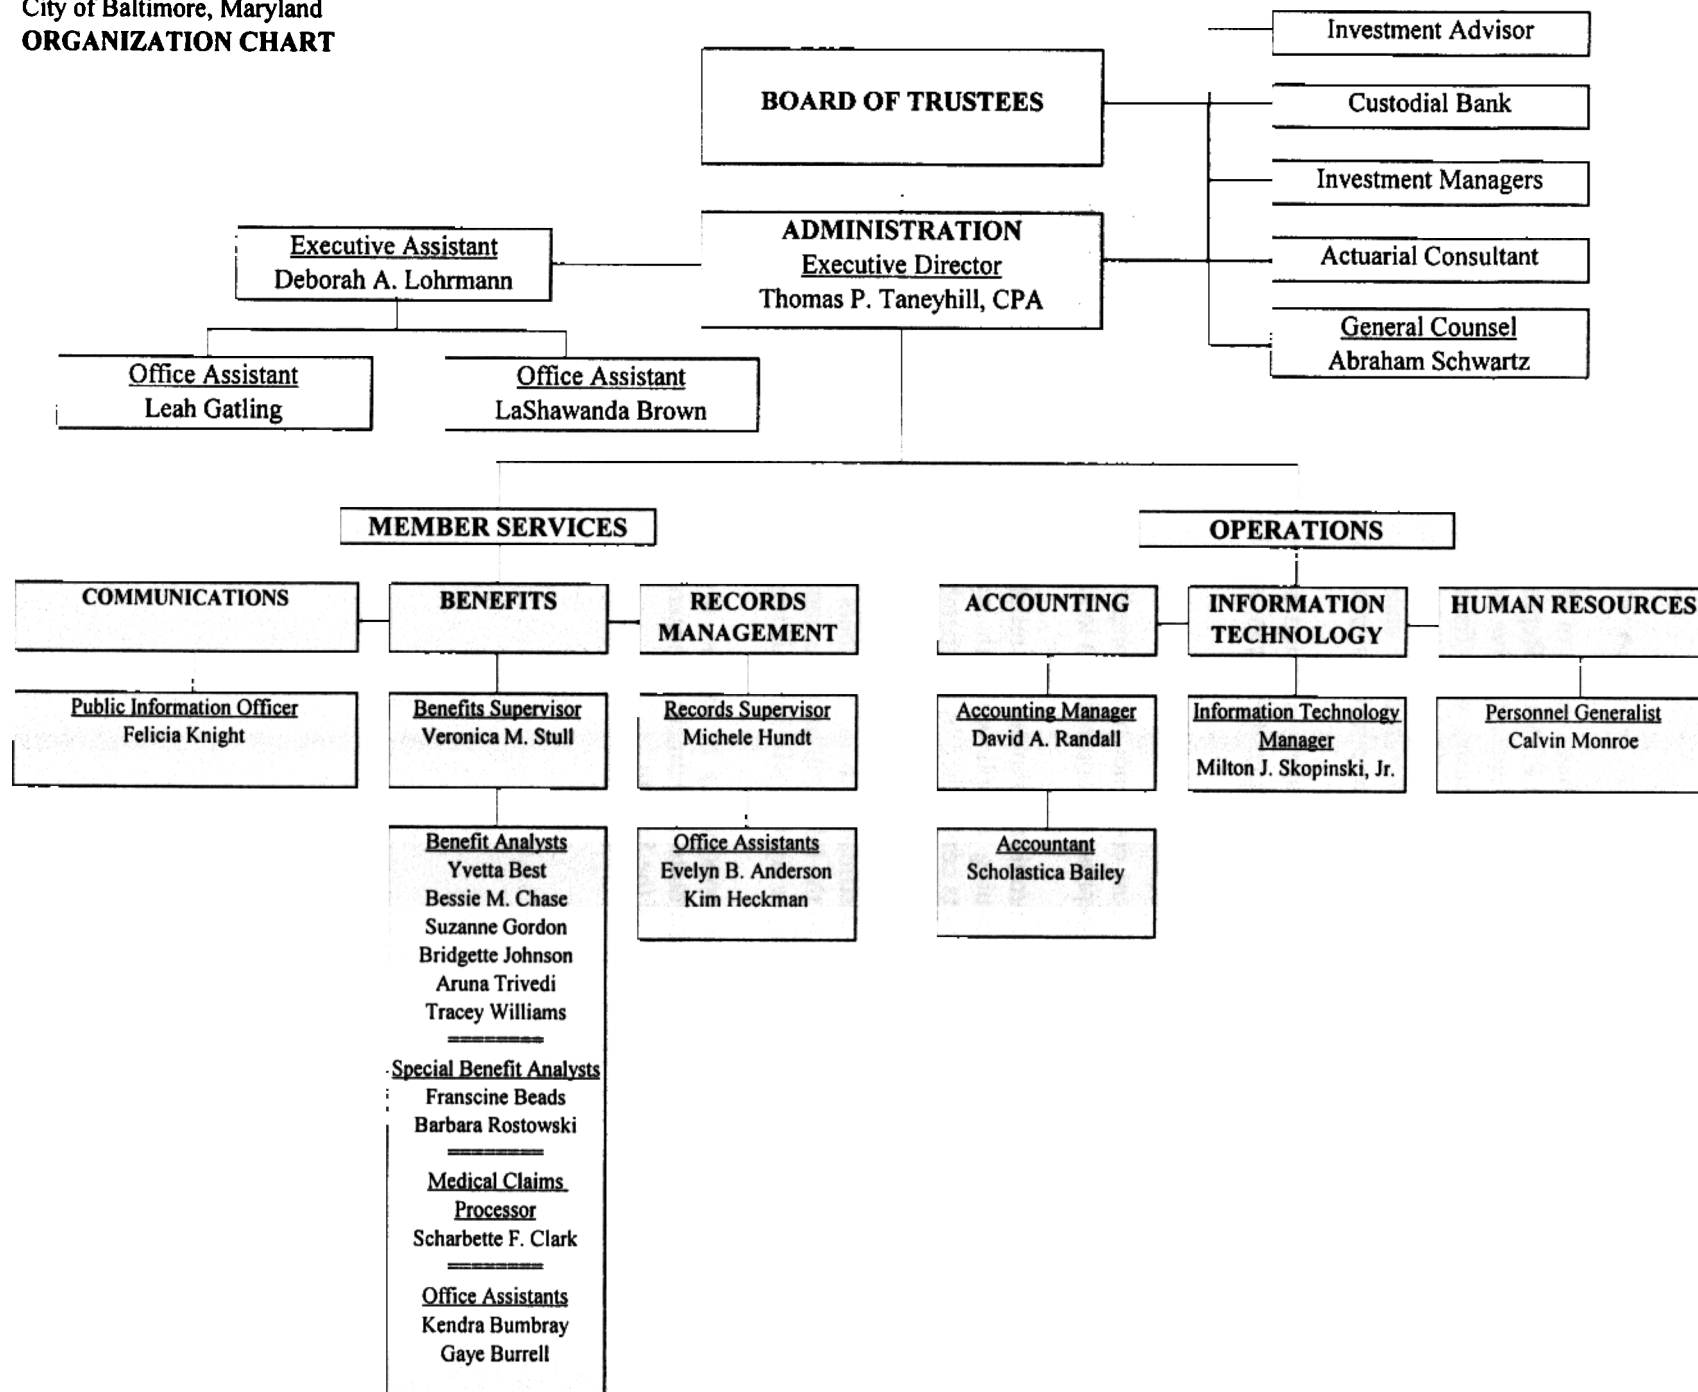 City of Baltimore, Maryland
ORGANIZATION CHART
Investment Advisor
BOARD OF TRUSTEES
Custodial Bank
Investment Managers
ADMINISTRATION
Executive Director
Thomas P. Taneyhill, CPA
Executive Assistant
Deborah A. Lohrmann
Actuarial Consultant
General Counsel
Abraham Schwartz
Office Assistant
Leah Gatling
Office Assistant
LaShawanda Brown
MEMBER SERVICES
OPERATIONS
COMMUNICATIONS
BENEFITS
RECORDS
MANAGEMENT
ACCOUNTING
INFORMATION
TECHNOLOGY
HUMAN RESOURCES
Public Information Officer
Felicia Knight
Benefits Supervisor
Veronica M. Stull
Records Supervisor
Michele Hundt
Accounting Manager
David A. Randall
Information Technology
Manager
Milton J. Skopinski, Jr.
Personnel Generalist
Calvin Monroe
Benefit Analysts
Yvetta Best
Bessie M. Chase
Suzanne Gordon
Bridgette Johnson
Aruna Trivedi
Tracey Williams
========
Special Benefit Analysts
Franscine Beads
Barbara Rostowski
========
Medical Claims
Processor
Scharbette F. Clark
========
Office Assistants
Kendra Bumbray
Gaye Burrell
Office Assistants
Evelyn B. Anderson
Kim Heckman
Accountant
Scholastica Bailey